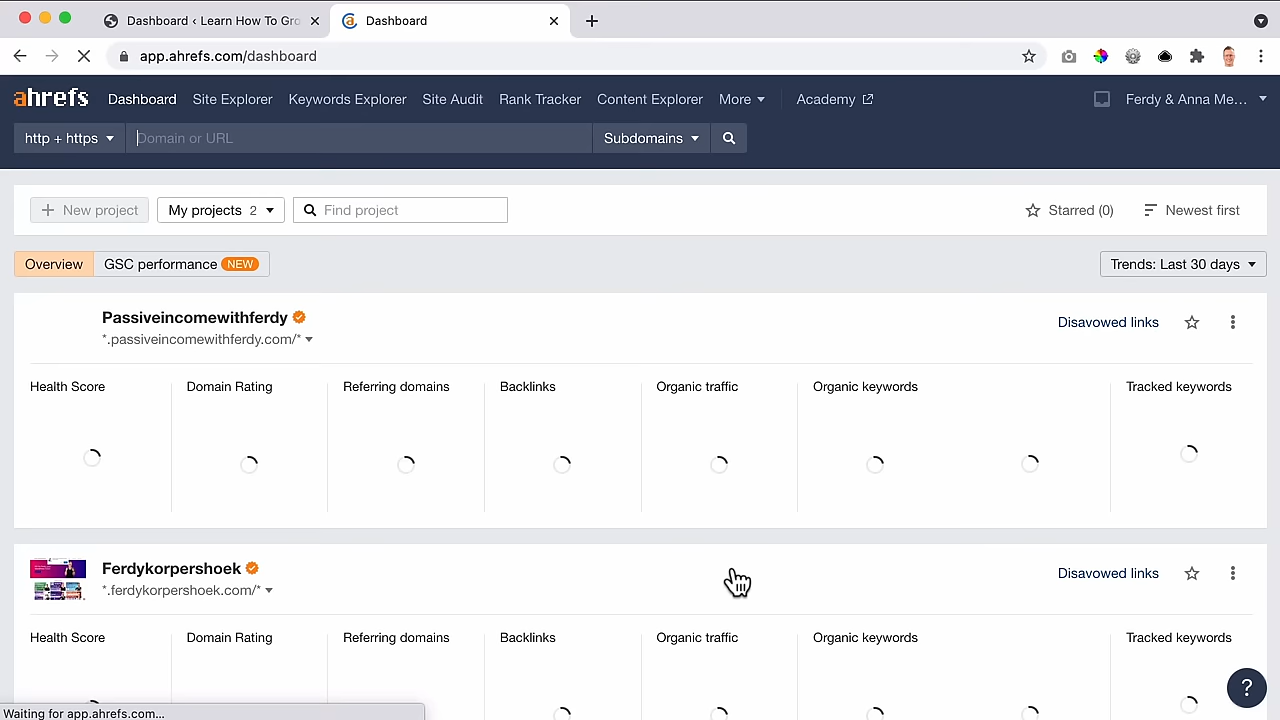 Dashboard ‹ Learn How To Gro
Dashboard
app.ahrefs.com/dashboard
ahrefs Dashboard Site Explorer Keywords Explorer Site Audit Rank Tracker Content Explorer More Academy Ferdy & Anna Me...
http + https Domain or URL Subdomains
+ New project My projects 2 Find project Starred (0) Newest first
Overview GSC performance NEW Trends: Last 30 days
Passiveincomewithferdy
*.passiveincomewithferdy.com/*
Disavowed links
Health Score Domain Rating Referring domains Backlinks Organic traffic Organic keywords Tracked keywords
Ferdykorpershoek
*.ferdykorpershoek.com/*
Disavowed links
Health Score Domain Rating Referring domains Backlinks Organic traffic Organic keywords Tracked keywords
?
Waiting for app.ahrefs.com...